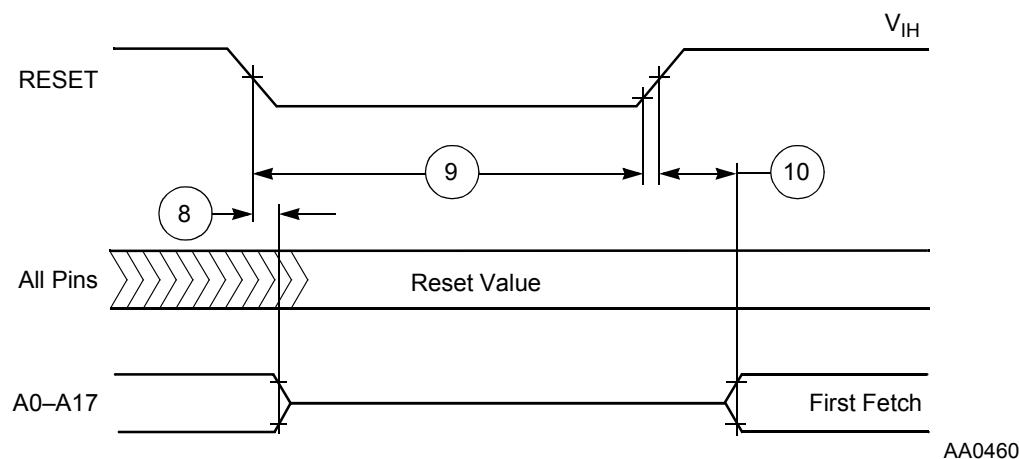 V_IH
RESET
9
10
8
All Pins
Reset Value
A0–A17
First Fetch
AA0460